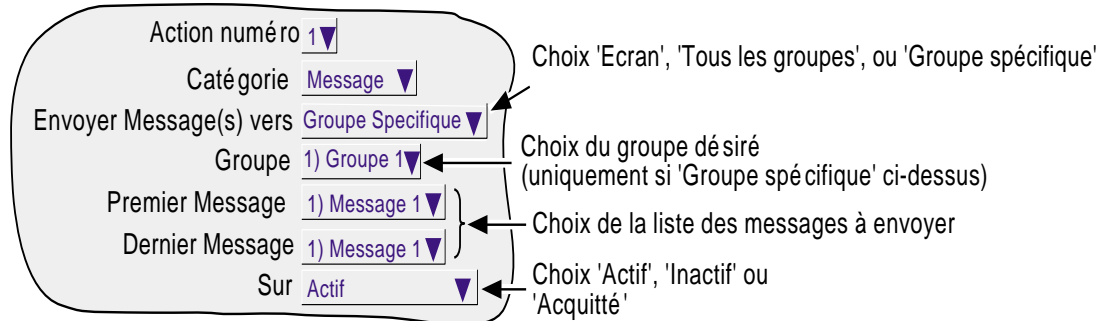 Action numéro 1
Catégorie Message
Choix 'Ecran', 'Tous les groupes', ou 'Groupe spécifique'
Envoyer Message(s) vers Groupe Specifique
Groupe 1) Groupe 1
Choix du groupe désiré
(uniquement si 'Groupe spécifique' ci-dessus)
Premier Message 1) Message 1
Choix de la liste des messages à envoyer
Dernier Message 1) Message 1
Sur Actif
Choix 'Actif', 'Inactif' ou
'Acquitté'